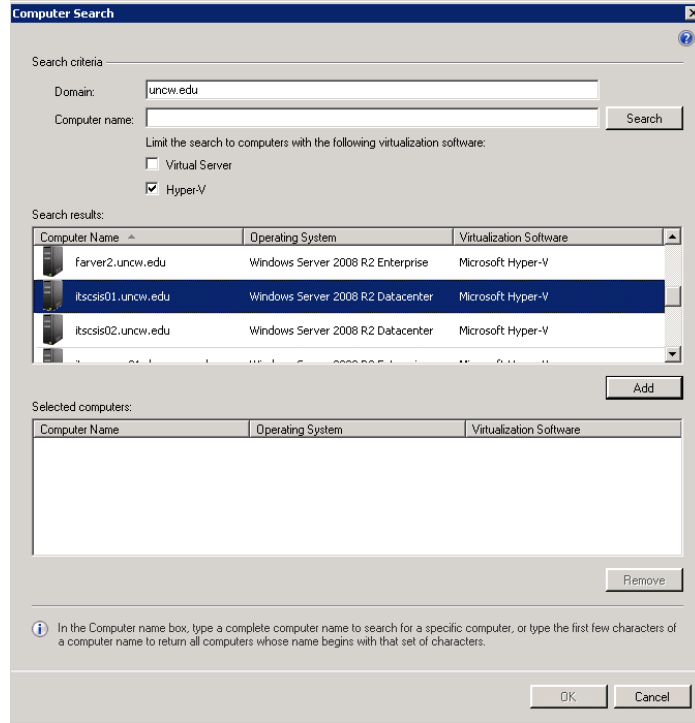 Computer Search
Search criteria
Domain: uncw.edu
Computer name: Search
Limit the search to computers with the following virtualization software:
Virtual Server
Hyper-V
Search results:
Computer Name Operating System Virtualization Software
farver2.uncw.edu Windows Server 2008 R2 Enterprise Microsoft Hyper-V
itscsis01.uncw.edu Windows Server 2008 R2 Datacenter Microsoft Hyper-V
itscsis02.uncw.edu Windows Server 2008 R2 Datacenter Microsoft Hyper-V
Add
Selected computers:
Computer Name Operating System Virtualization Software
Remove
In the Computer name box, type a complete computer name to search for a specific computer, or type the first few characters of
a computer name to return all computers whose name begins with that set of characters.
OK Cancel